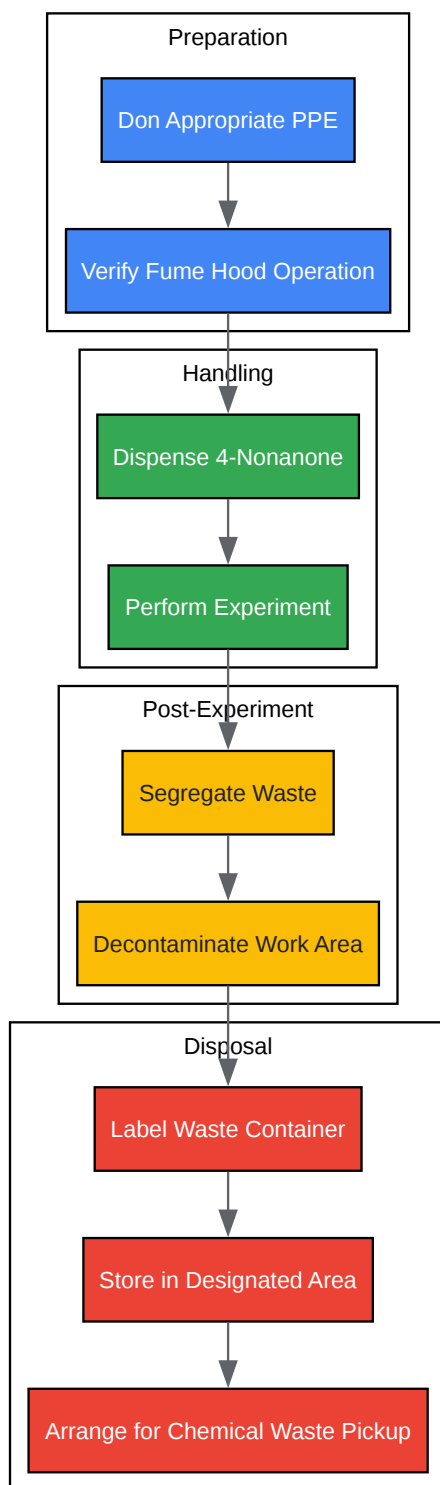 Preparation
Don Appropriate PPE
Verify Fume Hood Operation
Handling
Dispense 4-Nonanone
Perform Experiment
Post-Experiment
Segregate Waste
Decontaminate Work Area
Disposal
Label Waste Container
Store in Designated Area
Arrange for Chemical Waste Pickup